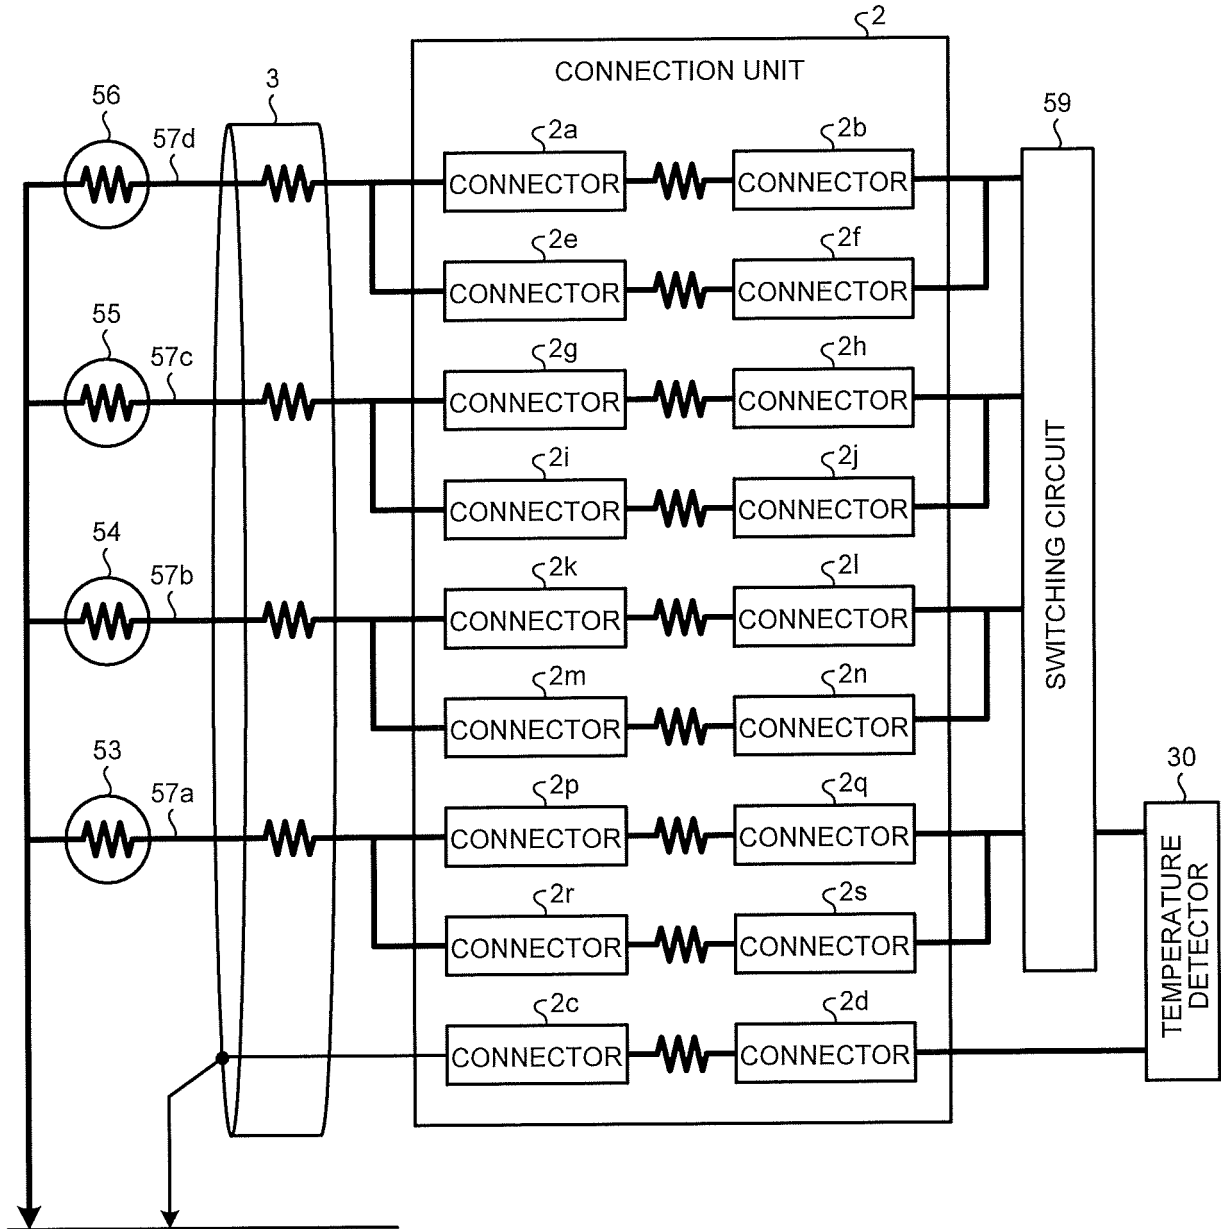 2
CONNECTION UNIT
3
56
57d
2a
CONNECTOR
2b
CONNECTOR
59
2e
CONNECTOR
2f
CONNECTOR
55
57c
2g
CONNECTOR
2h
CONNECTOR
2i
CONNECTOR
2j
CONNECTOR
SWITCHING CIRCUIT
54
57b
2k
CONNECTOR
2l
CONNECTOR
2m
CONNECTOR
2n
CONNECTOR
53
57a
2p
CONNECTOR
2q
CONNECTOR
30
TEMPERATURE
DETECTOR
2r
CONNECTOR
2s
CONNECTOR
2c
CONNECTOR
2d
CONNECTOR